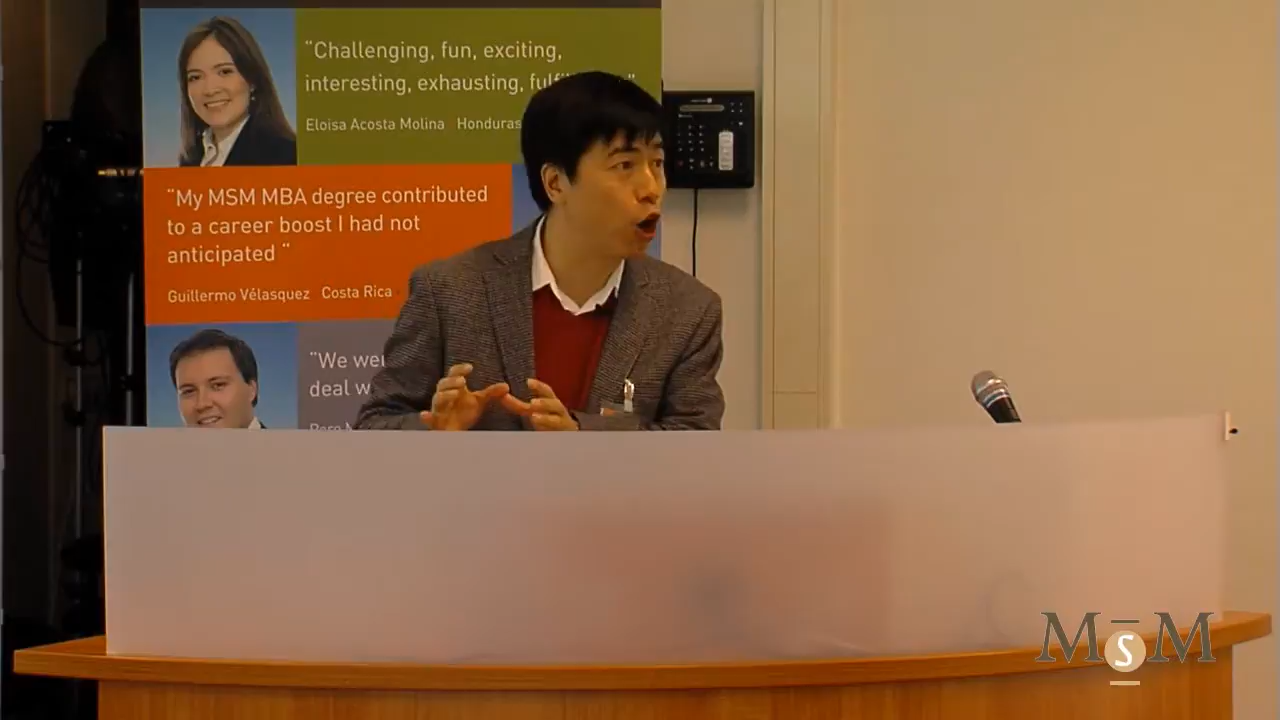 “Challenging, fun, exciting,
interesting, exhausting,
Eloisa Acosta Molina Honduras
“My MSM MBA degree contributed
to a career boost I had not
anticipated “
Guillermo Vélasquez Costa Rica
“We
deal
MSM